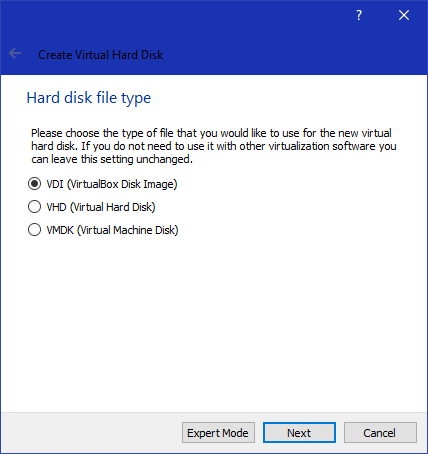 ?
Create Virtual Hard Disk
Hard disk file type
Please choose the type of file that you would like to use for the new virtual
hard disk. If you do not need to use it with other virtualization software you
can leave this setting unchanged.
VDI (VirtualBox Disk Image)
VHD (Virtual Hard Disk)
VMDK (Virtual Machine Disk)
Expert Mode Next Cancel